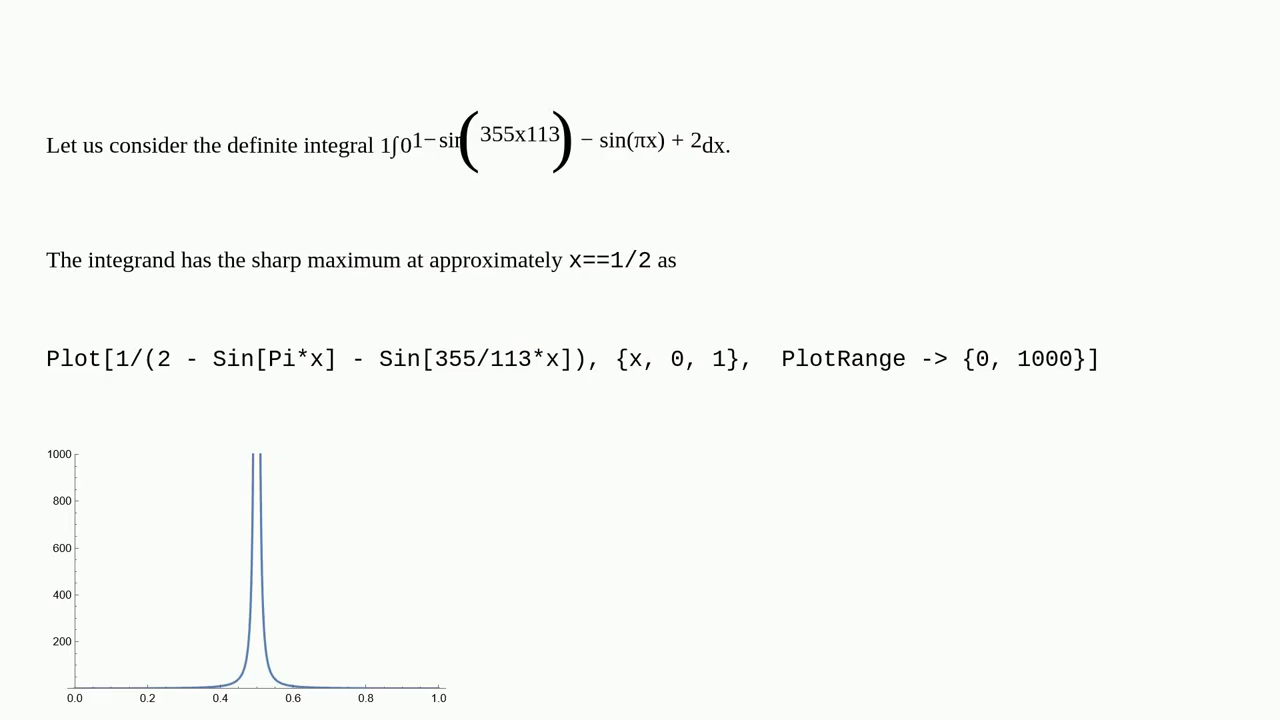 Let us consider the definite integral 1∫01−sin(355x113) − sin(πx) + 2dx.
The integrand has the sharp maximum at approximately x==1/2 as
Plot[1/(2 - Sin[Pi*x] - Sin[355/113*x]), {x, 0, 1},  PlotRange -> {0, 1000}]
1000
800
600
400
200
0.0 0.2 0.4 0.6 0.8 1.0